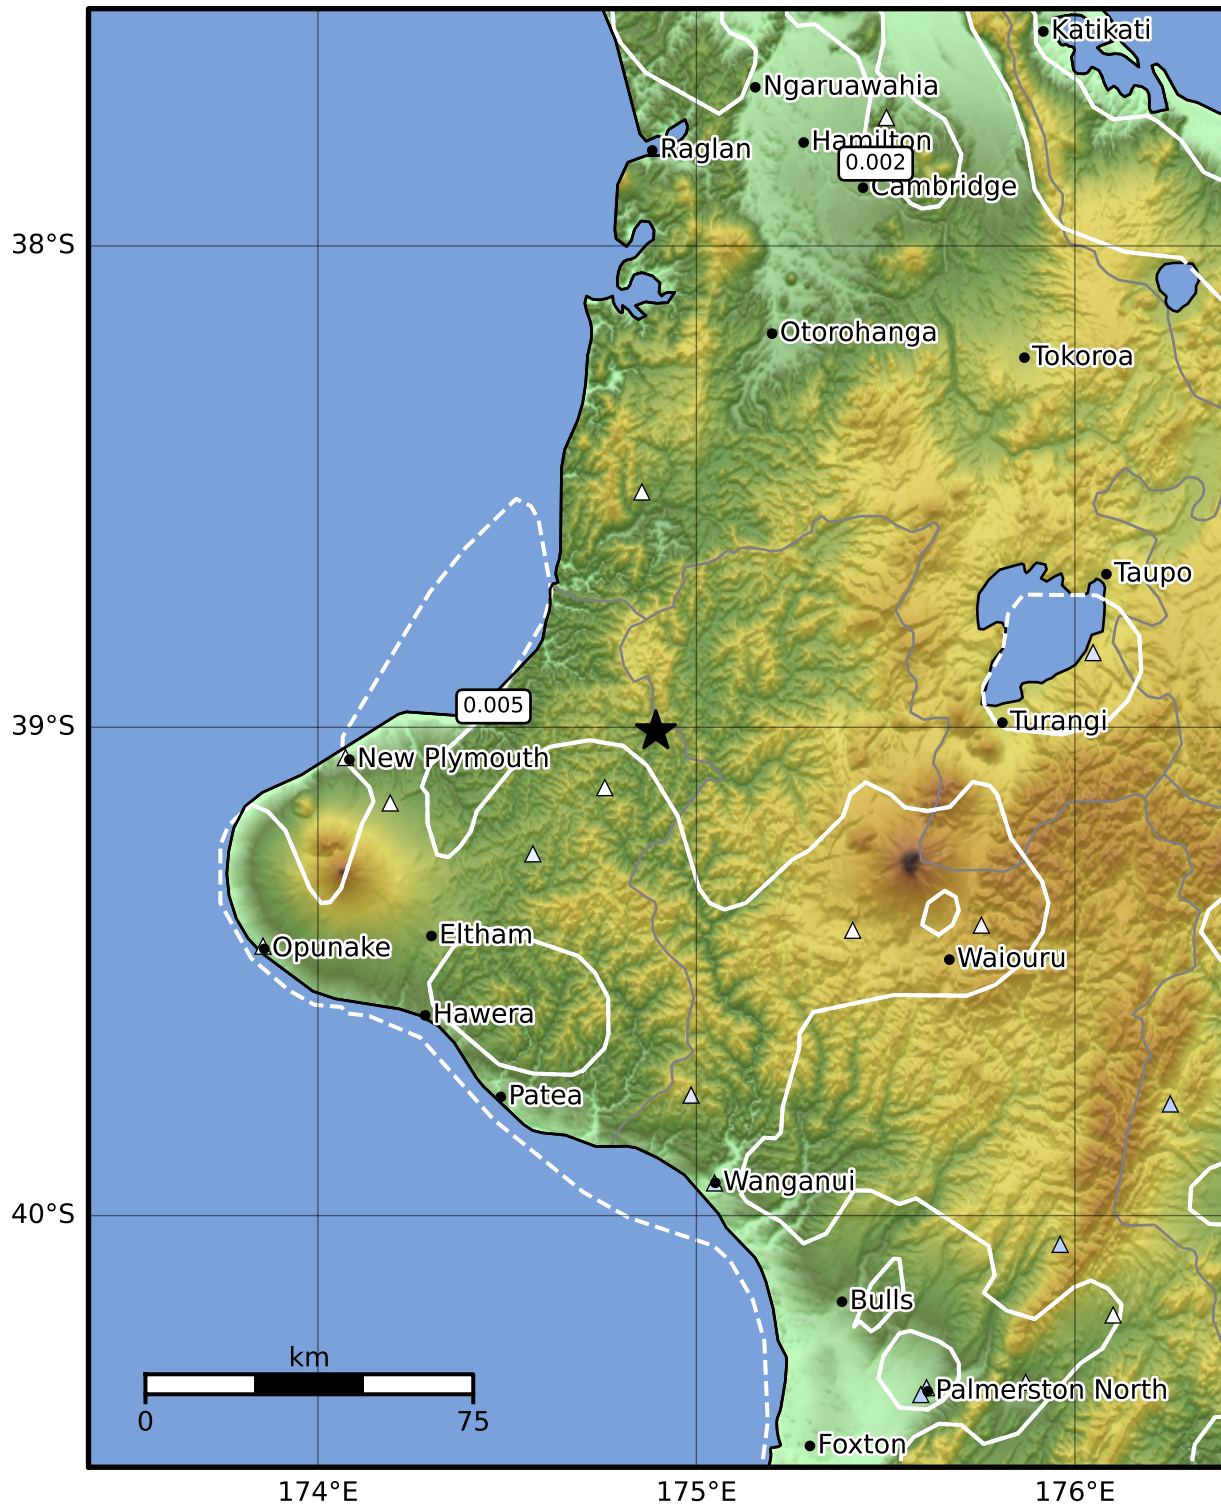 Katikati
Ngaruawahia
Hamilton
Raglan
0.002
Cambridge
38°S
Otorohanga
Tokoroa
Taupo
0.005
Turangi
39°S
New Plymouth
Eltham
Opunake
Waiouru
Hawera
Patea
Wanganui
40°S
Bulls
km
Palmerston North
0
75
Foxton
174°E
175°E
176°E